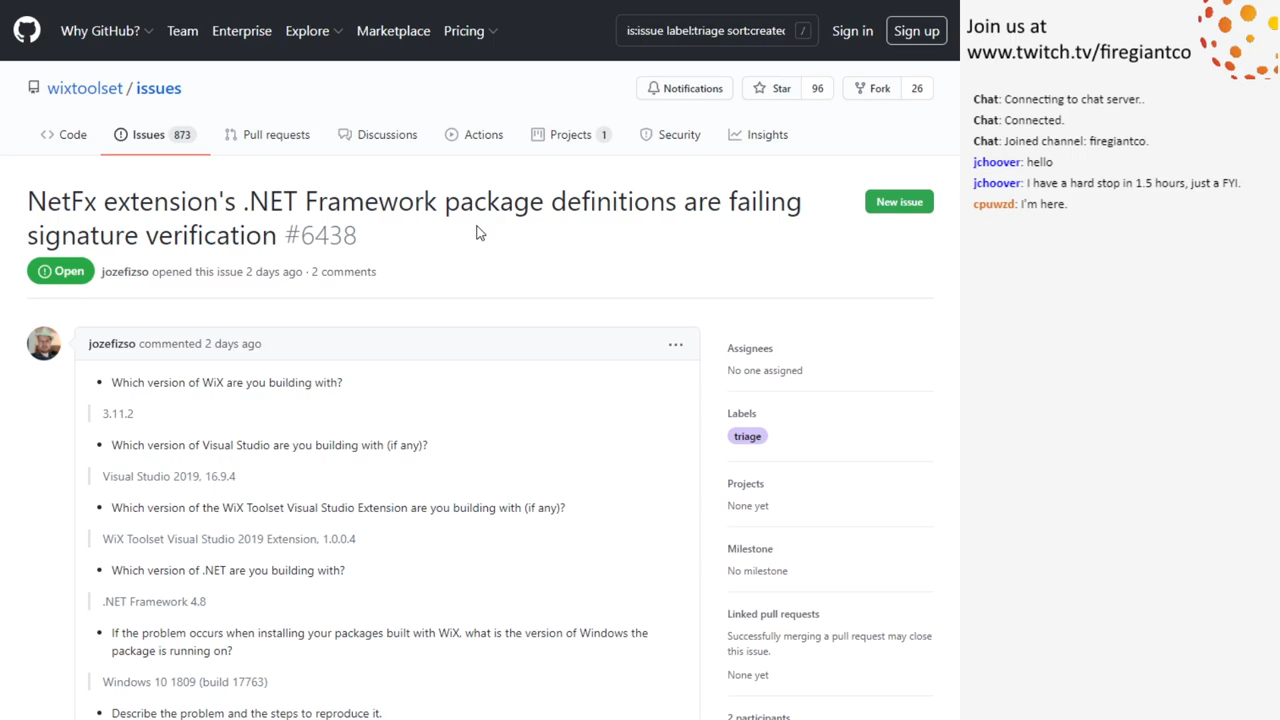 Why GitHub? Team Enterprise Explore Marketplace Pricing
is:issue label:triage sort:create /
Sign in Sign up
wixtoolset / issues
Notifications Star 96 Fork 26
Code Issues 873 Pull requests Discussions Actions Projects 1 Security Insights
NetFx extension's .NET Framework package definitions are failing
signature verification #6438
New issue
Open jozefizso opened this issue 2 days ago · 2 comments
jozefizso commented 2 days ago
• Which version of WiX are you building with?
3.11.2
• Which version of Visual Studio are you building with (if any)?
Visual Studio 2019, 16.9.4
• Which version of the WiX Toolset Visual Studio Extension are you building with (if any)?
WiX Toolset Visual Studio 2019 Extension, 1.0.0.4
• Which version of .NET are you building with?
.NET Framework 4.8
• If the problem occurs when installing your packages built with WiX, what is the version of Windows the
package is running on?
Windows 10 1809 (build 17763)
• Describe the problem and the steps to reproduce it.
Assignees
No one assigned
Labels
triage
Projects
None yet
Milestone
No milestone
Linked pull requests
Successfully merging a pull request may close
this issue.
None yet
2 participants
Join us at
www.twitch.tv/firegiantco
Chat: Connecting to chat server..
Chat: Connected.
Chat: Joined channel: firegiantco.
jchoover: hello
jchoover: I have a hard stop in 1.5 hours, just a FYI.
cpuwzd: I'm here.